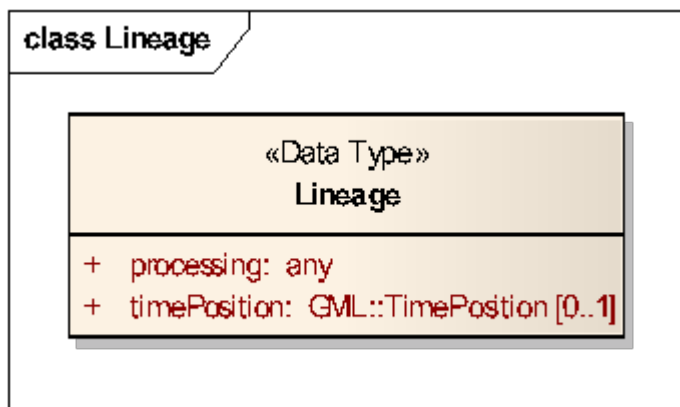 class Lineage
«Data Type»
Lineage
+ processing: any
+ timePosition: GML::TimePostion [0..1]